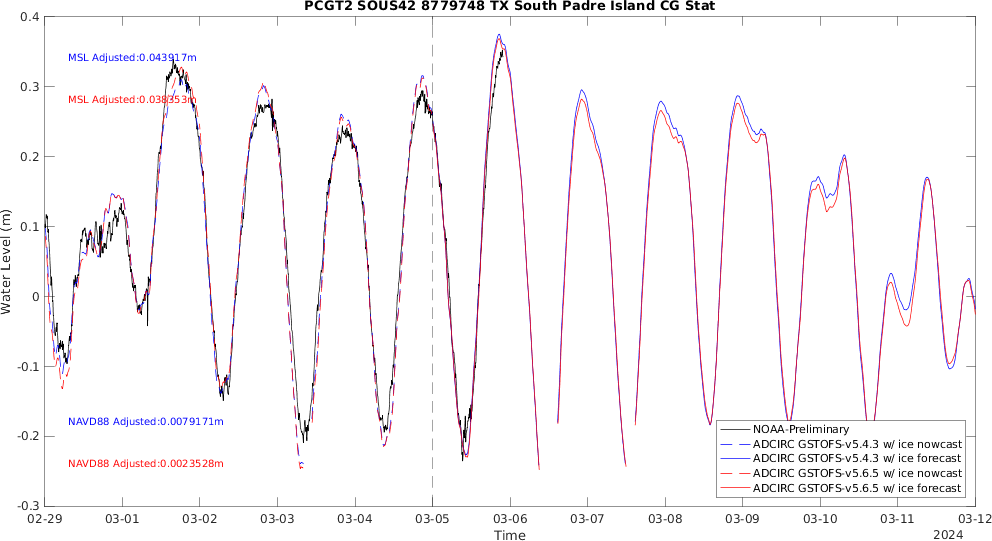 PCGT2 SOUS42 8779748 TX South Padre Island CG Stat
0.4
0.3
0.2
0.1
0
-0.1
-0.2
-0.3
Water Level (m)
MSL Adjusted:0.043917m
MSL Adjusted:0.038353m
NAVD88 Adjusted:0.0079171m
NAVD88 Adjusted:0.0023528m
NOAA-Preliminary
ADCIRC GSTOFS-v5.4.3 w/ ice nowcast
ADCIRC GSTOFS-v5.4.3 w/ ice forecast
ADCIRC GSTOFS-v5.6.5 w/ ice nowcast
ADCIRC GSTOFS-v5.6.5 w/ ice forecast
02-29 03-01 03-02 03-03 03-04 03-05 03-06 03-07 03-08 03-09 03-10 03-11 03-12
Time
2024